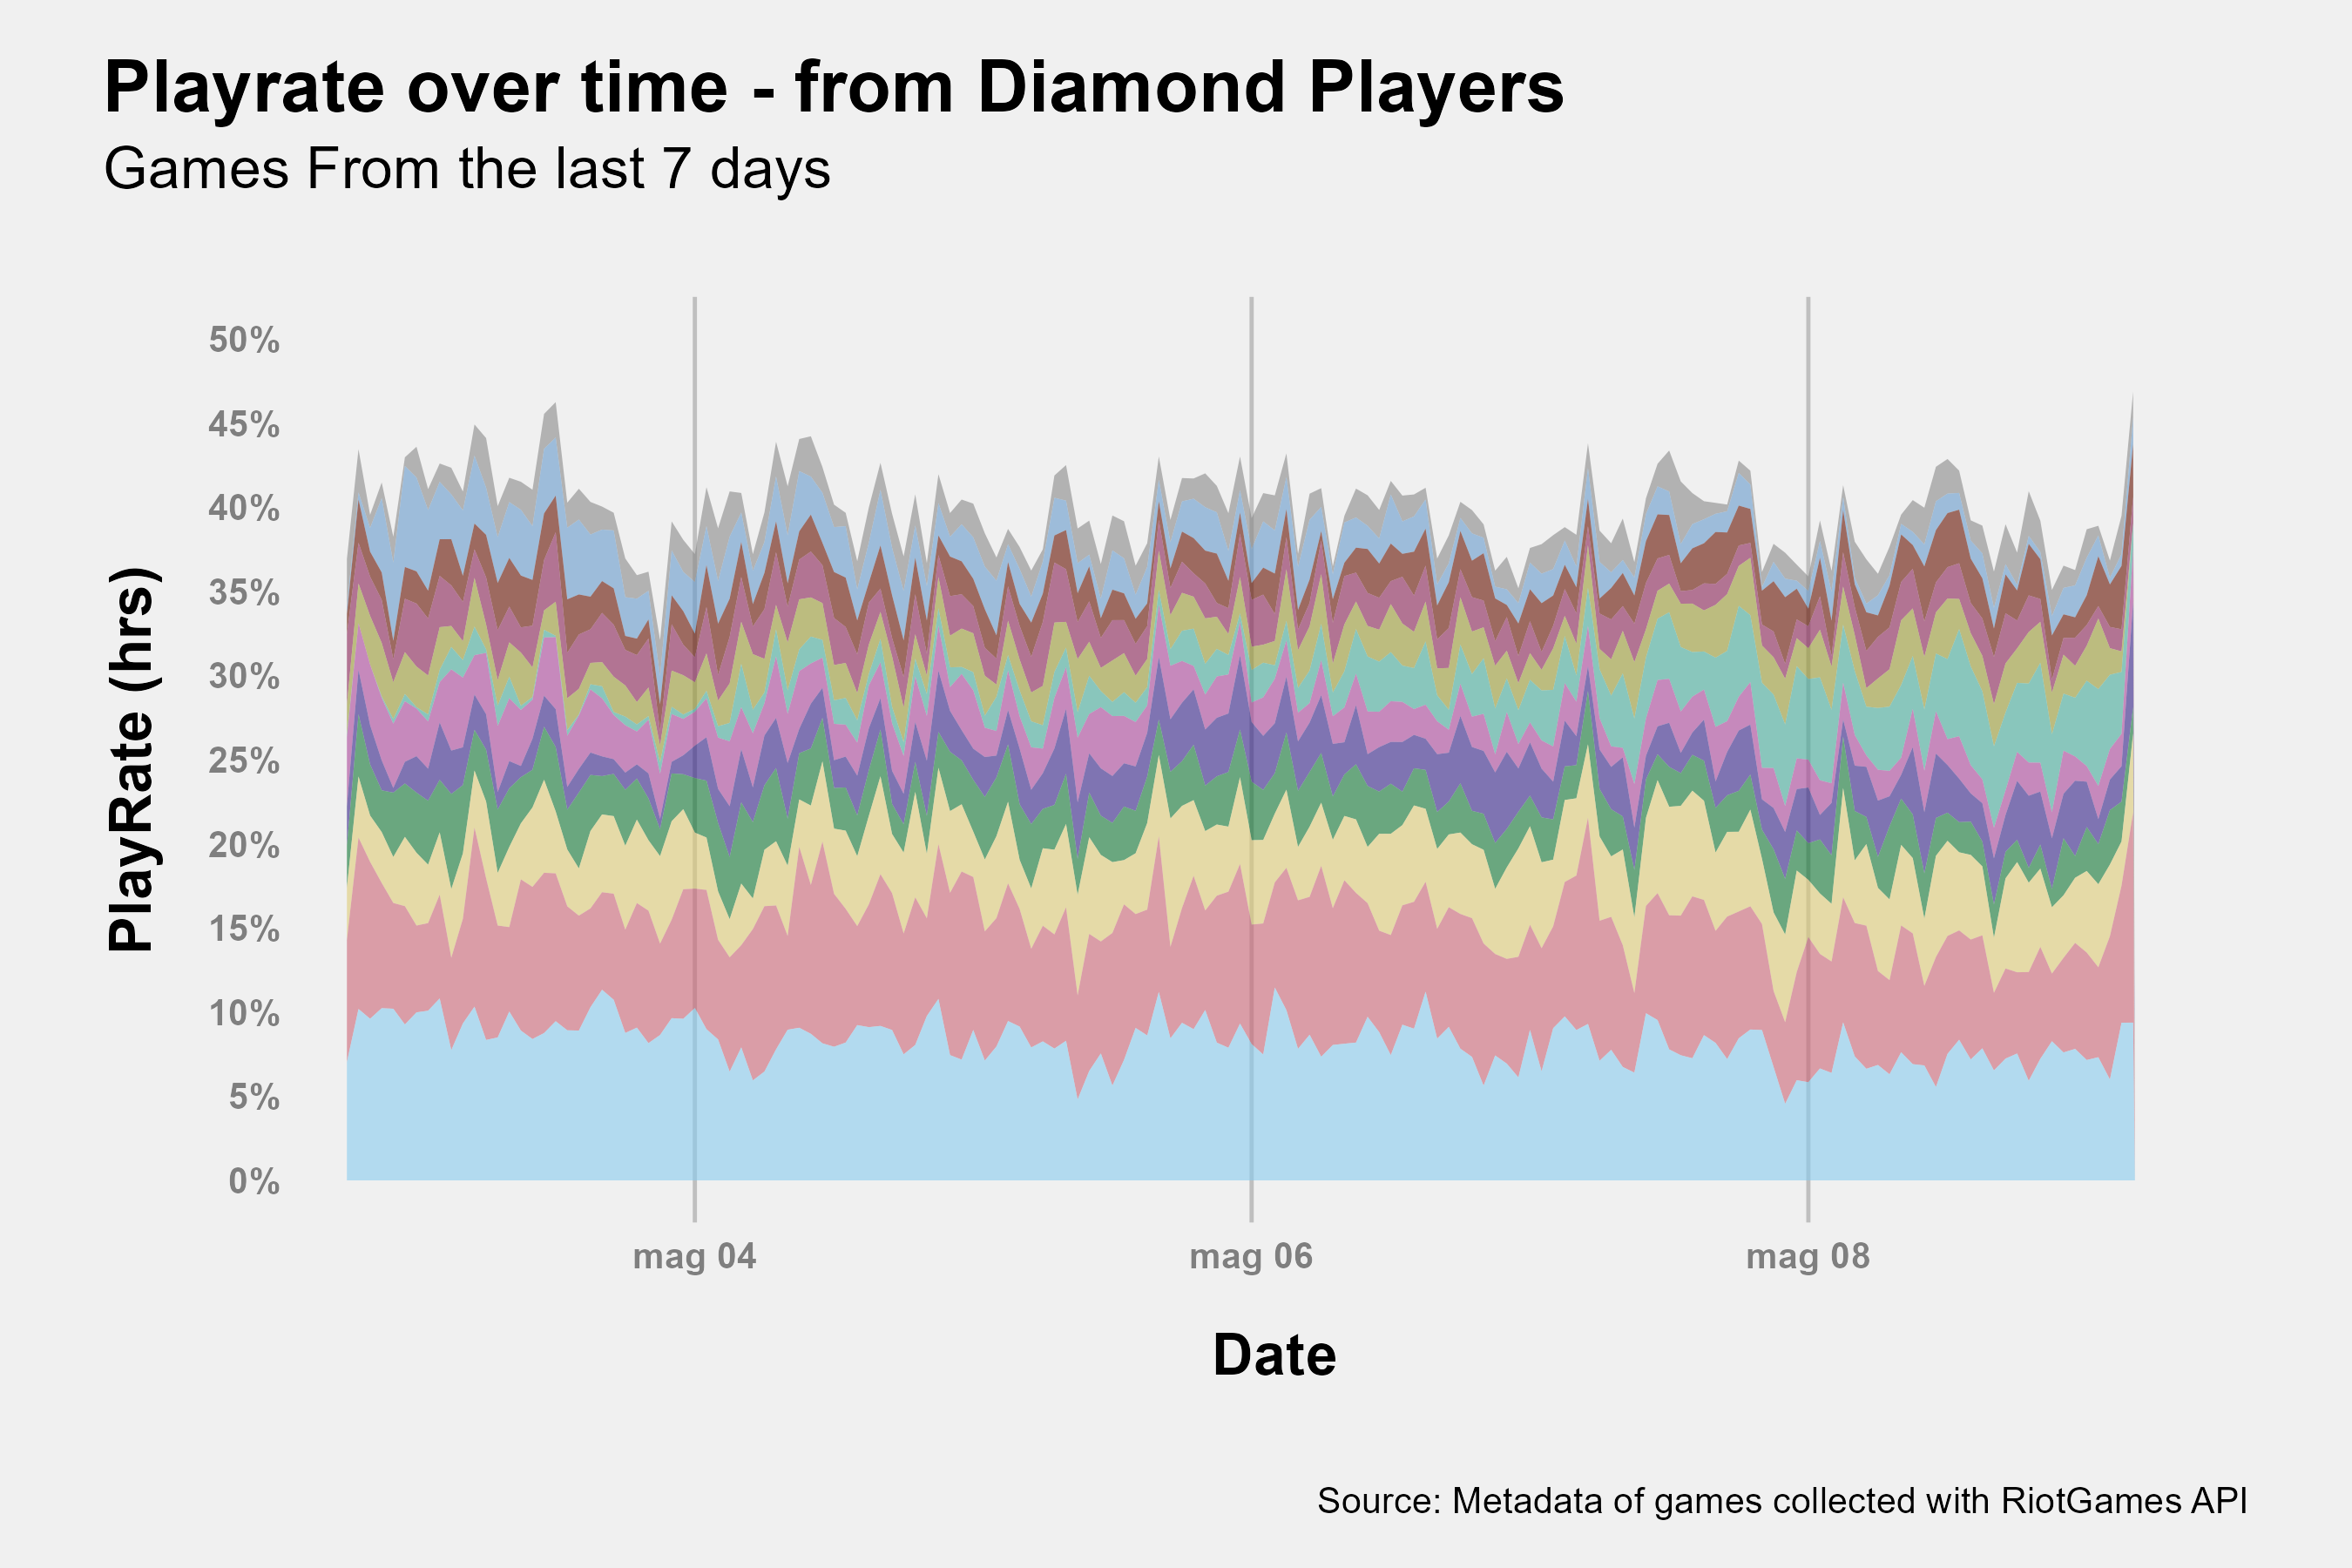 Playrate over time - from Diamond Players
Games From the last 7 days
50%
45%
40%
35%
30%
25%
20%
15%
10%
5%
0%
PlayRate (hrs)
mag 04
mag 06
mag 08
Date
Source: Metadata of games collected with RiotGames API